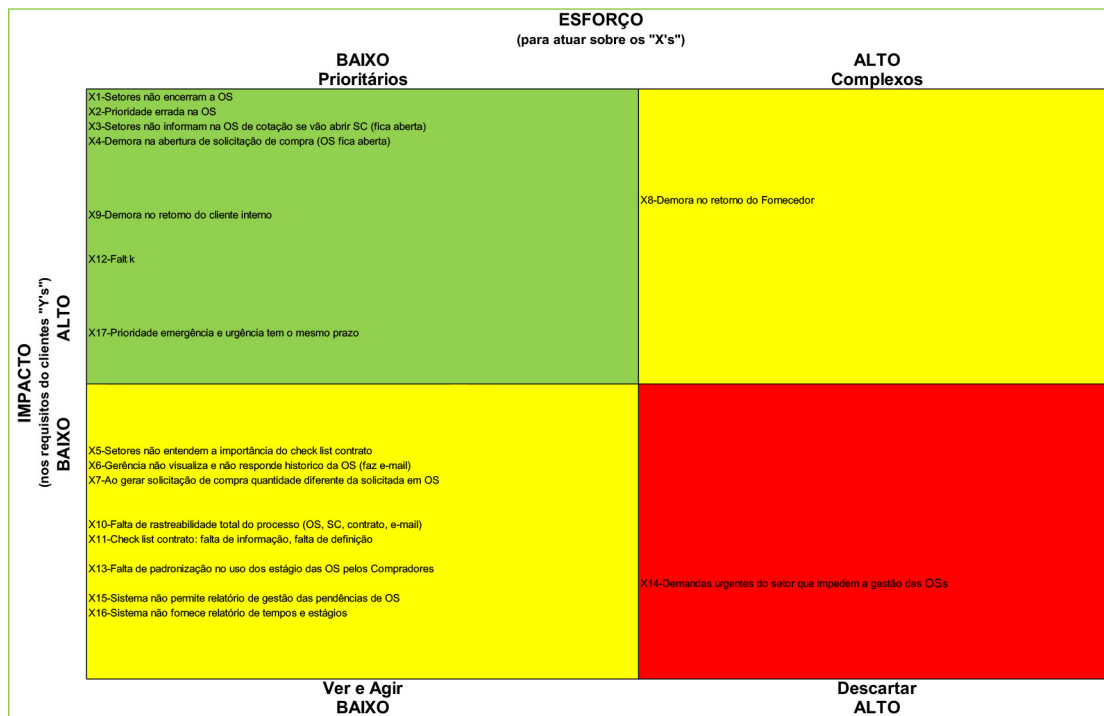 ESFORÇO
(para atuar sobre os "X's")
BAIXO
Prioritários
ALTO
Complexos
IMPACTO
(nos requisitos do clientes "Y's")
ALTO
BAIXO
X1-Setores não encerram a OS
X2-Prioridade errada na OS
X3-Setores não informam na OS de cotação se vão abrir SC (fica aberta)
X4-Demora na abertura de solicitação de compra (OS fica aberta)
X9-Demora no retorno do cliente interno
X12-Falt k
X17-Prioridade emergência e urgência tem o mesmo prazo
X8-Demora no retorno do Fornecedor
X5-Setores não entendem a importância do check list contrato
X6-Gerência não visualiza e não responde historico da OS (faz e-mail)
X7-Ao gerar solicitação de compra quantidade diferente da solicitada em OS
X10-Falta de rastreabilidade total do processo (OS, SC, contrato, e-mail)
X11-Check list contrato: falta de informação, falta de definição
X13-Falta de padronização no uso dos estágio das OS pelos Compradores
X15-Sistema não permite relatório de gestão das pendências de OS
X16-Sistema não fornece relatório de tempos e estágios
X14-Demandas urgentes do setor que impedem a gestão das OSs
Ver e Agir
BAIXO
Descartar
ALTO